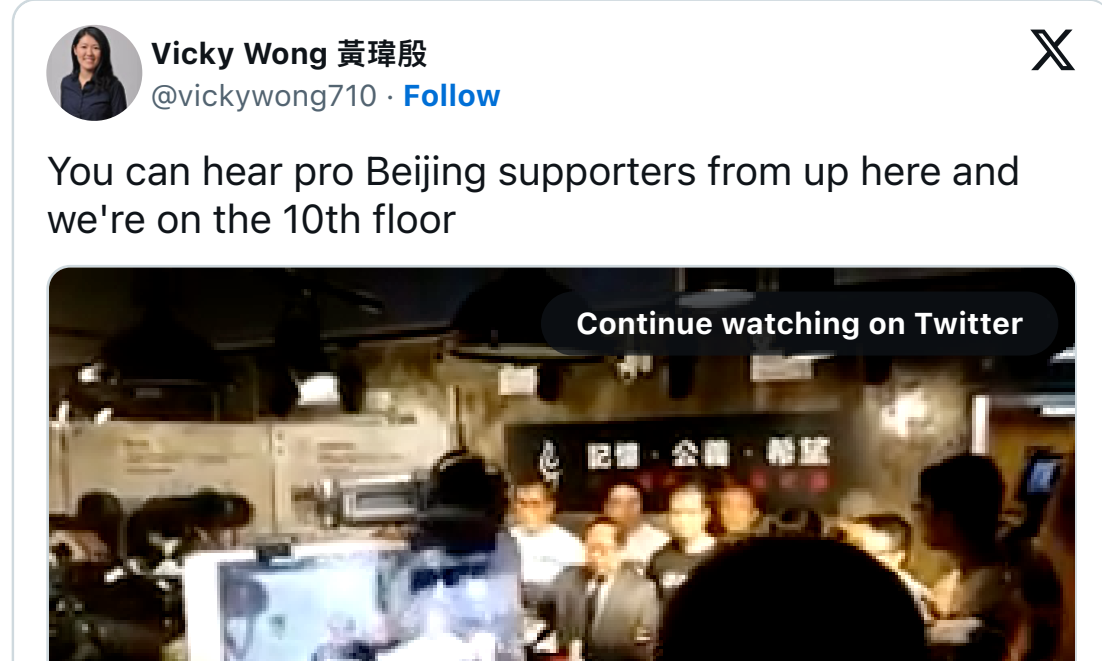 Vicky Wong 黃瑋殷
@vickywong710 · Follow
You can hear pro Beijing supporters from up here and
we're on the 10th floor
Continue watching on Twitter
記憶·公義·希望